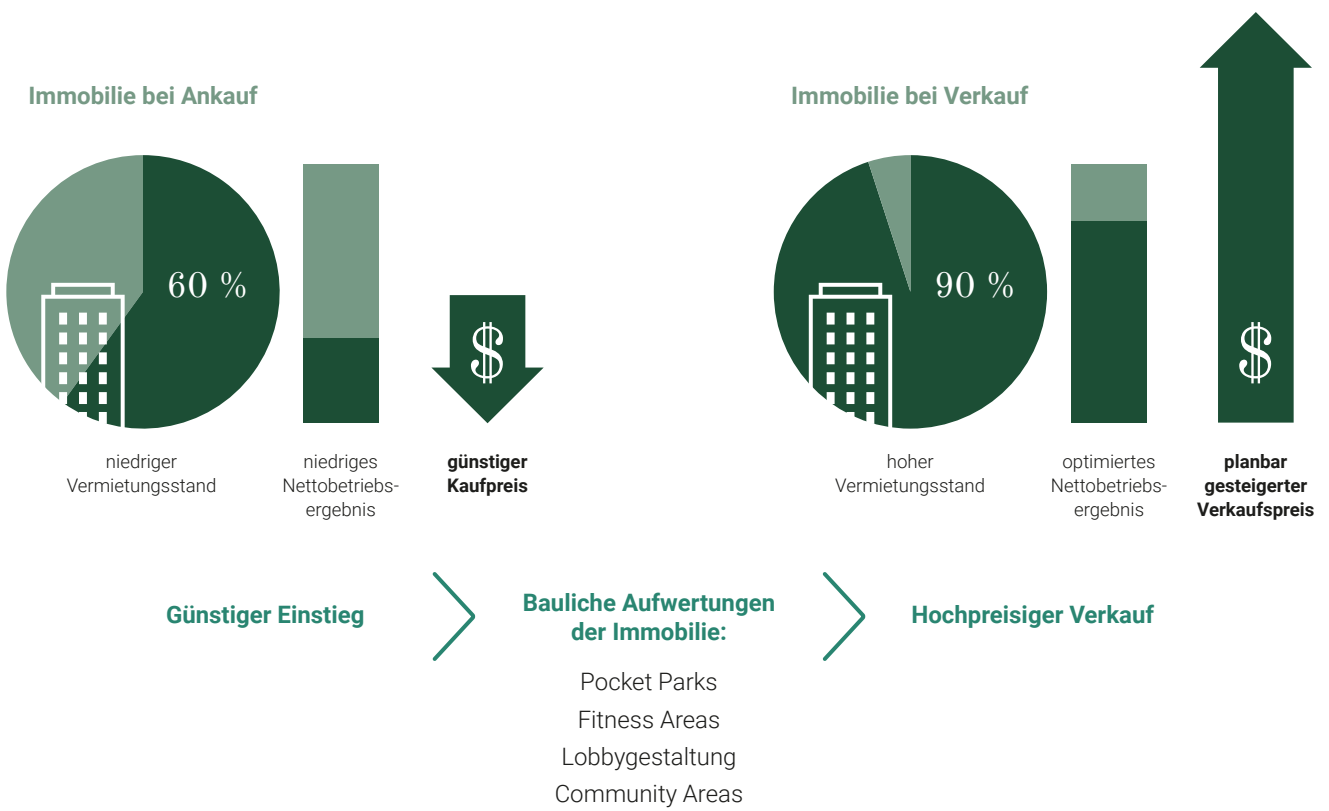 Immobilie bei Ankauf
60 %
$
niedriger
Vermietungsstand
niedriges
Nettobetriebs-
ergebnis
günstiger
Kaufpreis
Immobilie bei Verkauf
90 %
$
hoher
Vermietungsstand
optimiertes
Nettobetriebs-
ergebnis
planbar
gesteigerter
Verkaufspreis
Günstiger Einstieg
Bauliche Aufwertungen
der Immobilie:
Pocket Parks
Fitness Areas
Lobbygestaltung
Community Areas
Hochpreisiger Verkauf